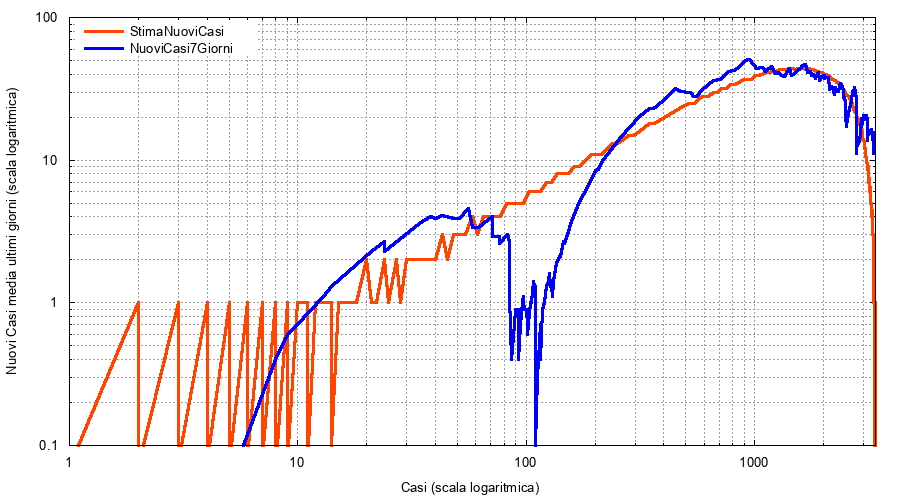 100
StimaNuoviCasi
NuoviCasi7Giorni
10
1
0.1
Nuovi Casi media ultimi giorni (scala logaritmica)
1 10 100 1000
Casi (scala logaritmica)